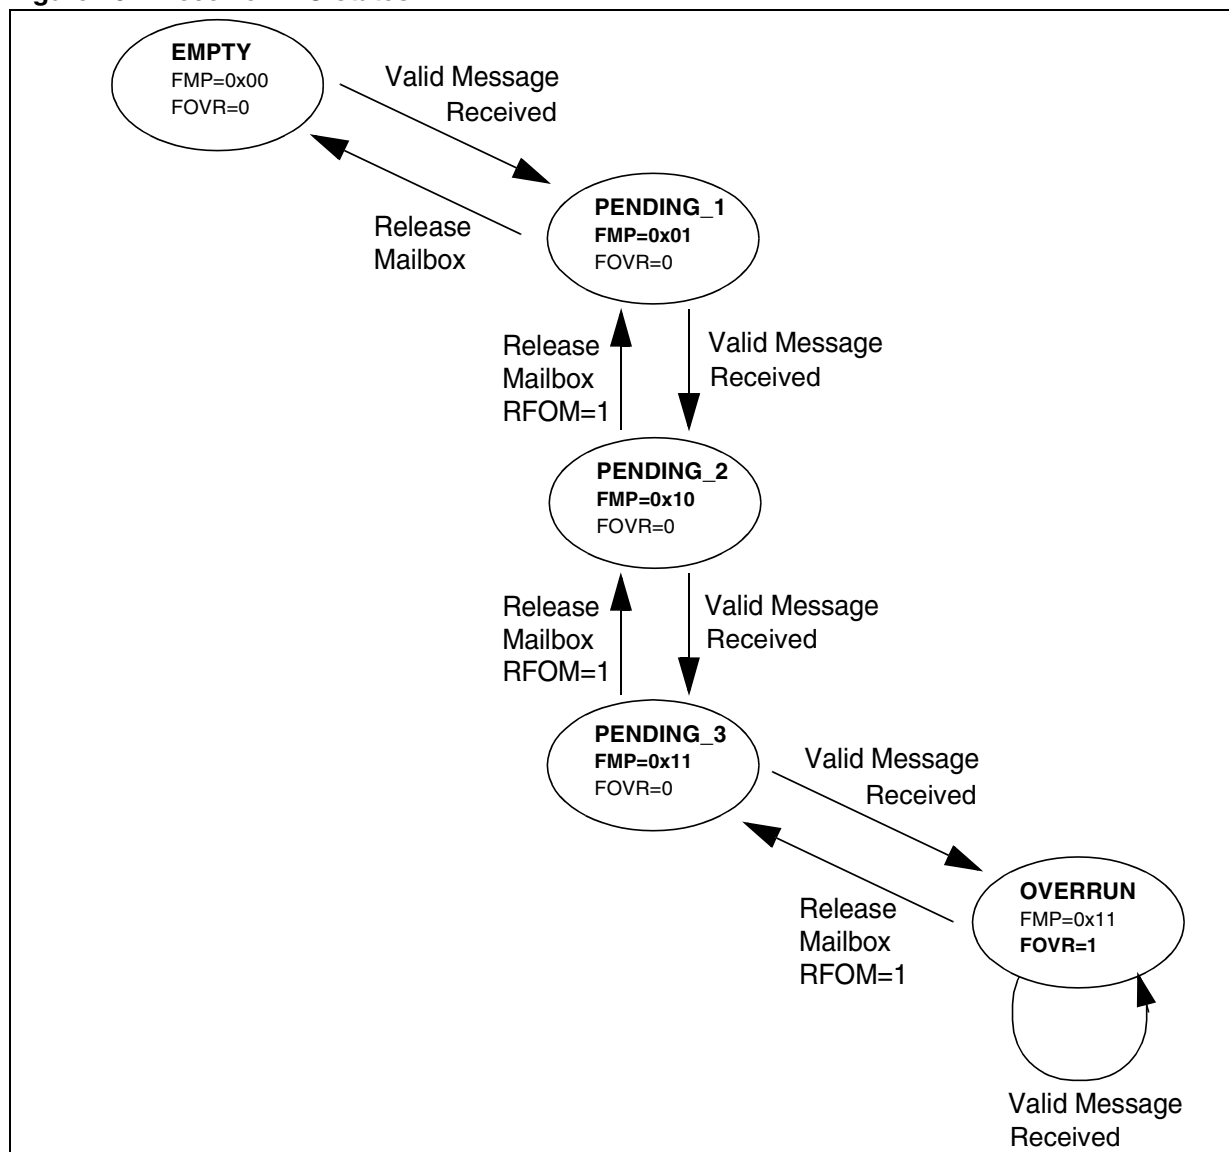 EMPTY
FMP=0x00
FOVR=0
Valid Message
Received
Release
Mailbox
PENDING_1
FMP=0x01
FOVR=0
Release
Mailbox
RFOM=1
Valid Message
Received
PENDING_2
FMP=0x10
FOVR=0
Release
Mailbox
RFOM=1
Valid Message
Received
PENDING_3
FMP=0x11
FOVR=0
Valid Message
Received
Release
Mailbox
RFOM=1
OVERRUN
FMP=0x11
FOVR=1
Valid Message
Received